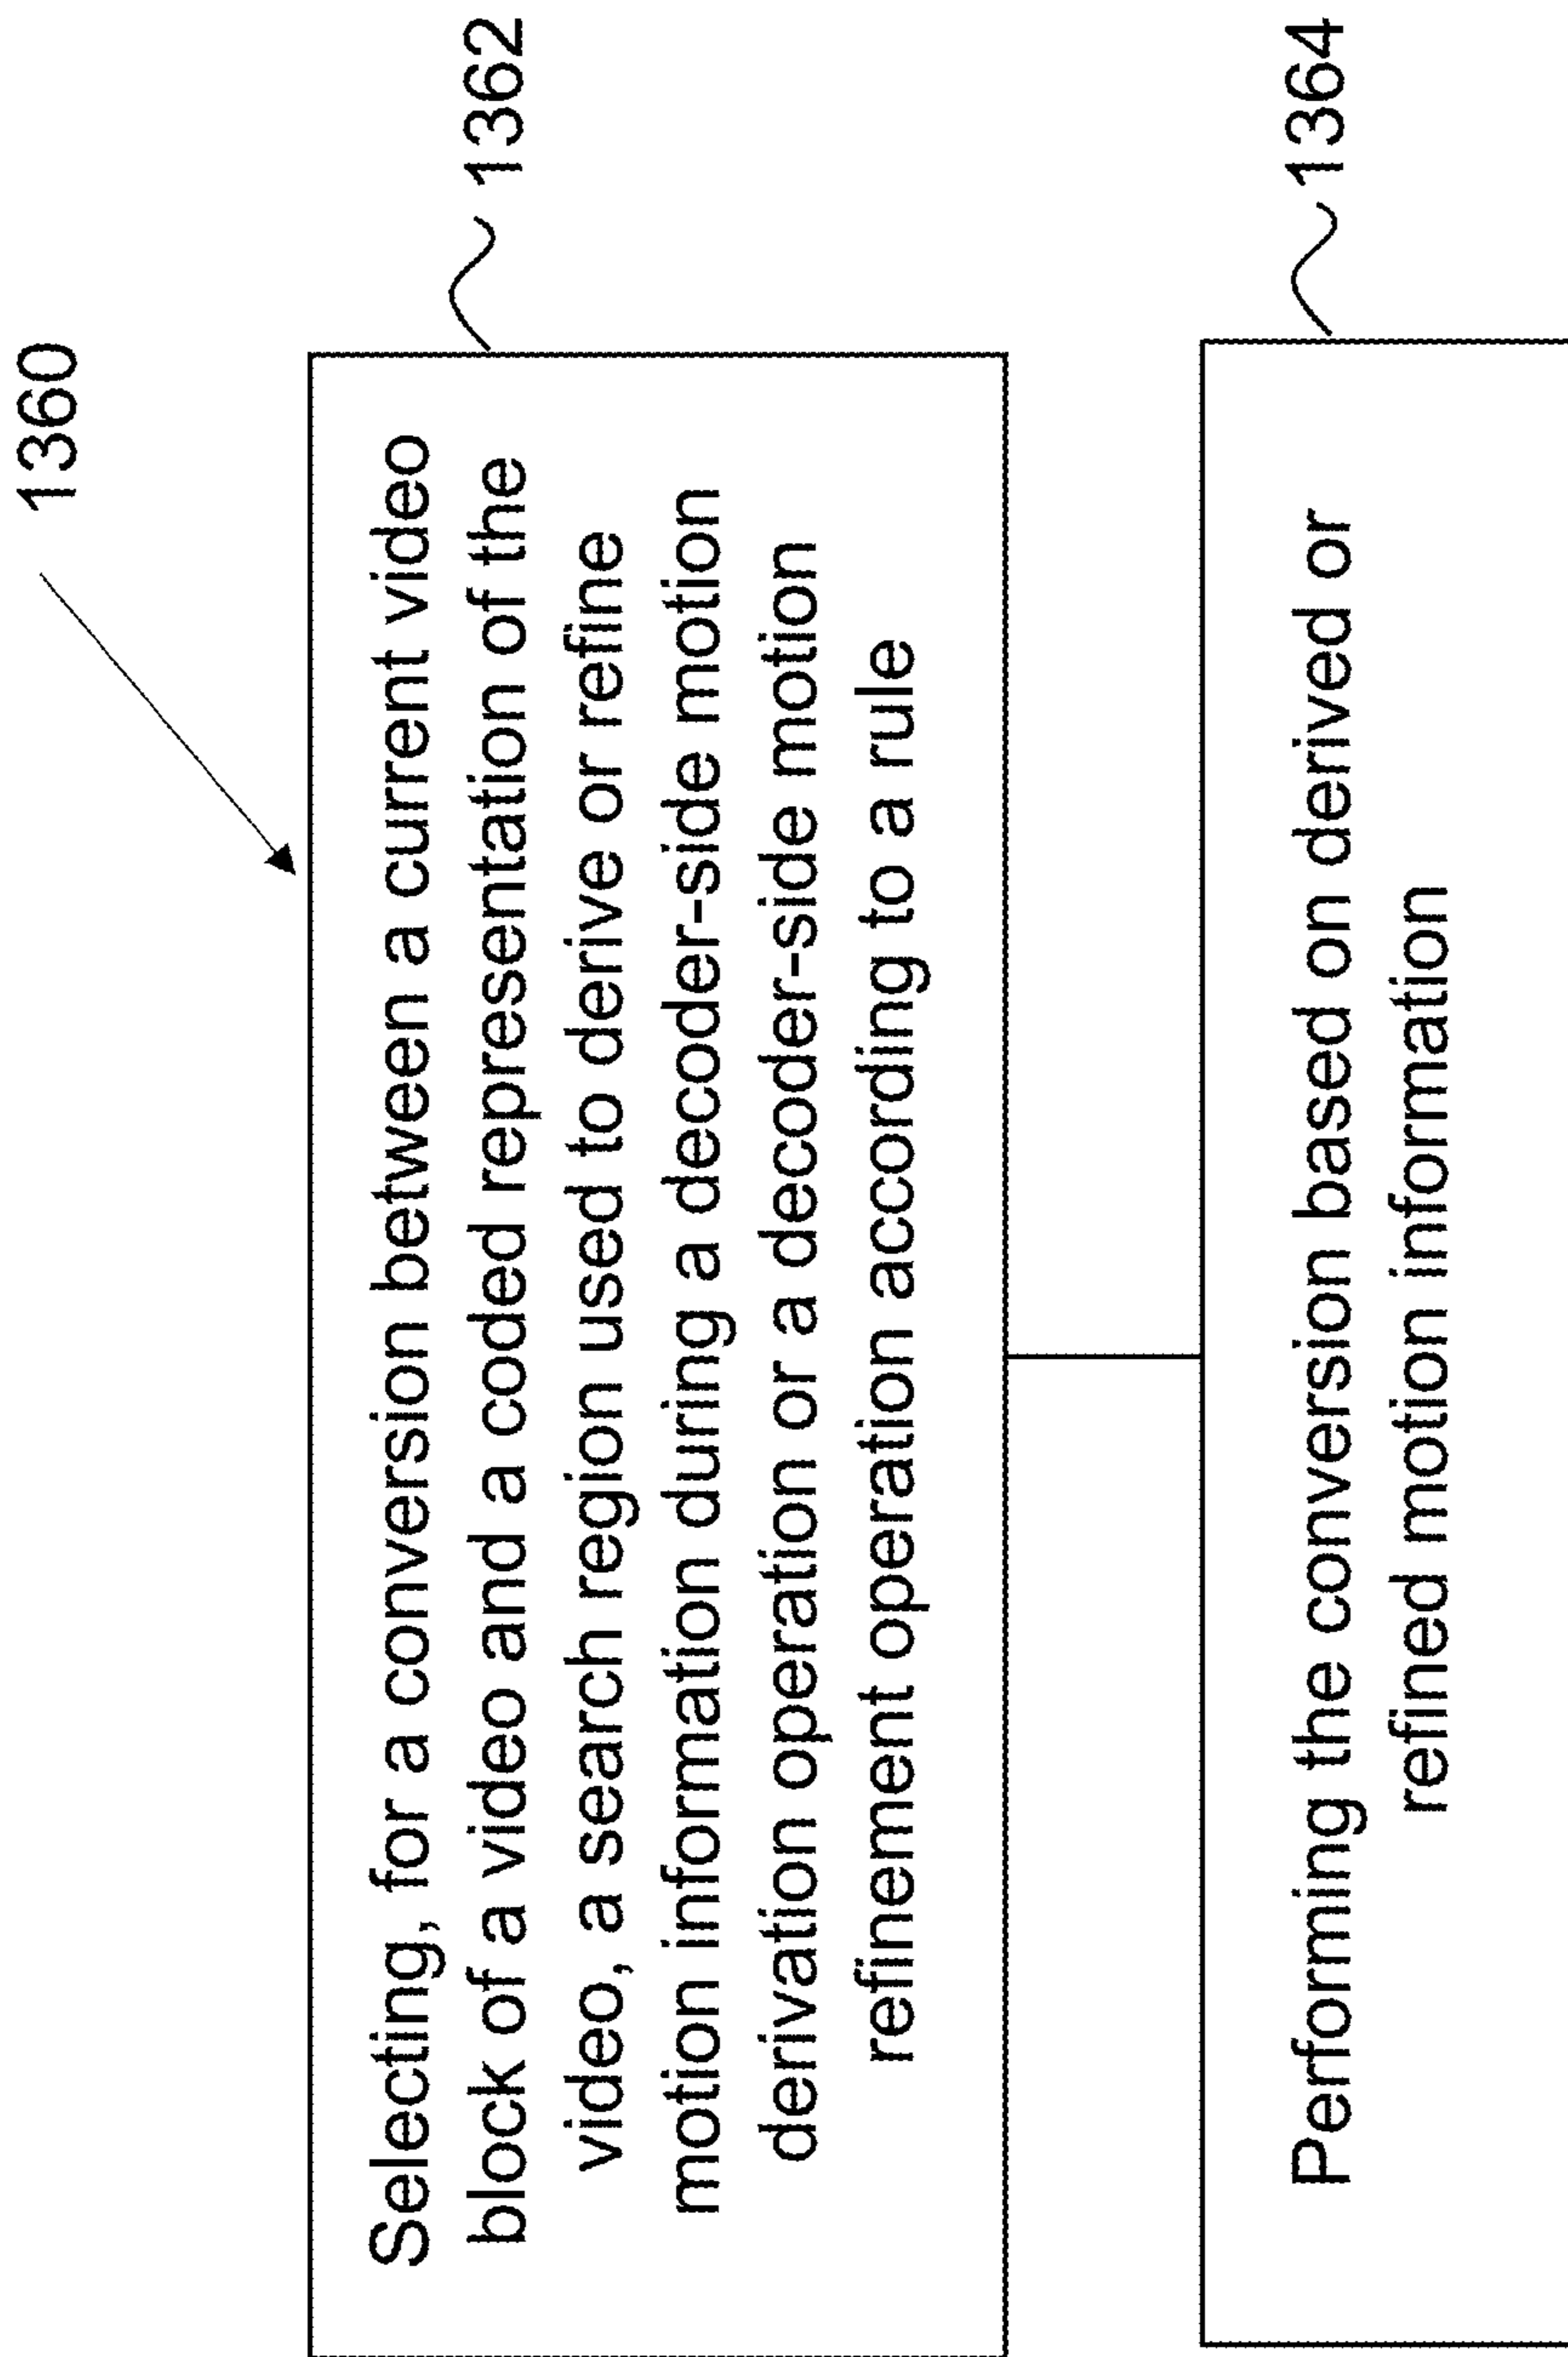 1360
Selecting, for a conversion between a current video
block of a video and a coded representation of the
video, a search region used to derive or refine
motion information during a decoder-side motion
derivation operation or a decoder-side motion
refinement operation according to a rule
1362
Performing the conversion based on derived or
refined motion information
1364